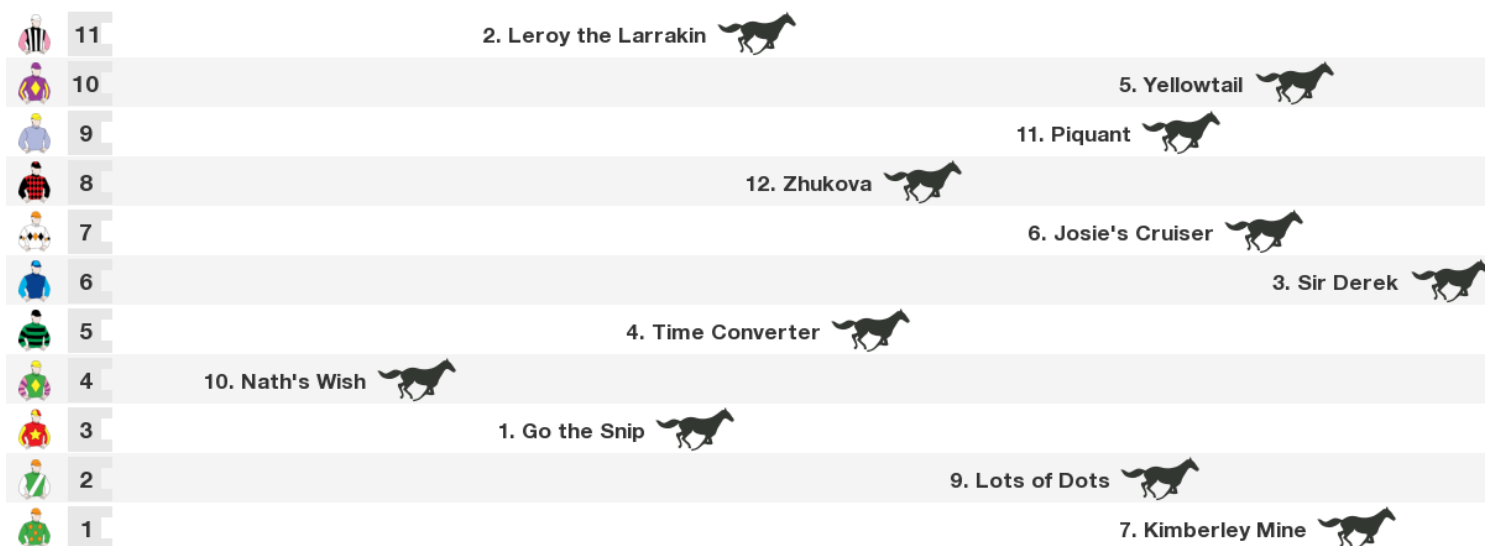 11 2. Leroy the Larrakin
10 5. Yellowtail
9 11. Piquant
8 12. Zhukova
7 6. Josie's Cruiser
6 3. Sir Derek
5 4. Time Converter
4 10. Nath's Wish
3 1. Go the Snip
2 9. Lots of Dots
1 7. Kimberley Mine